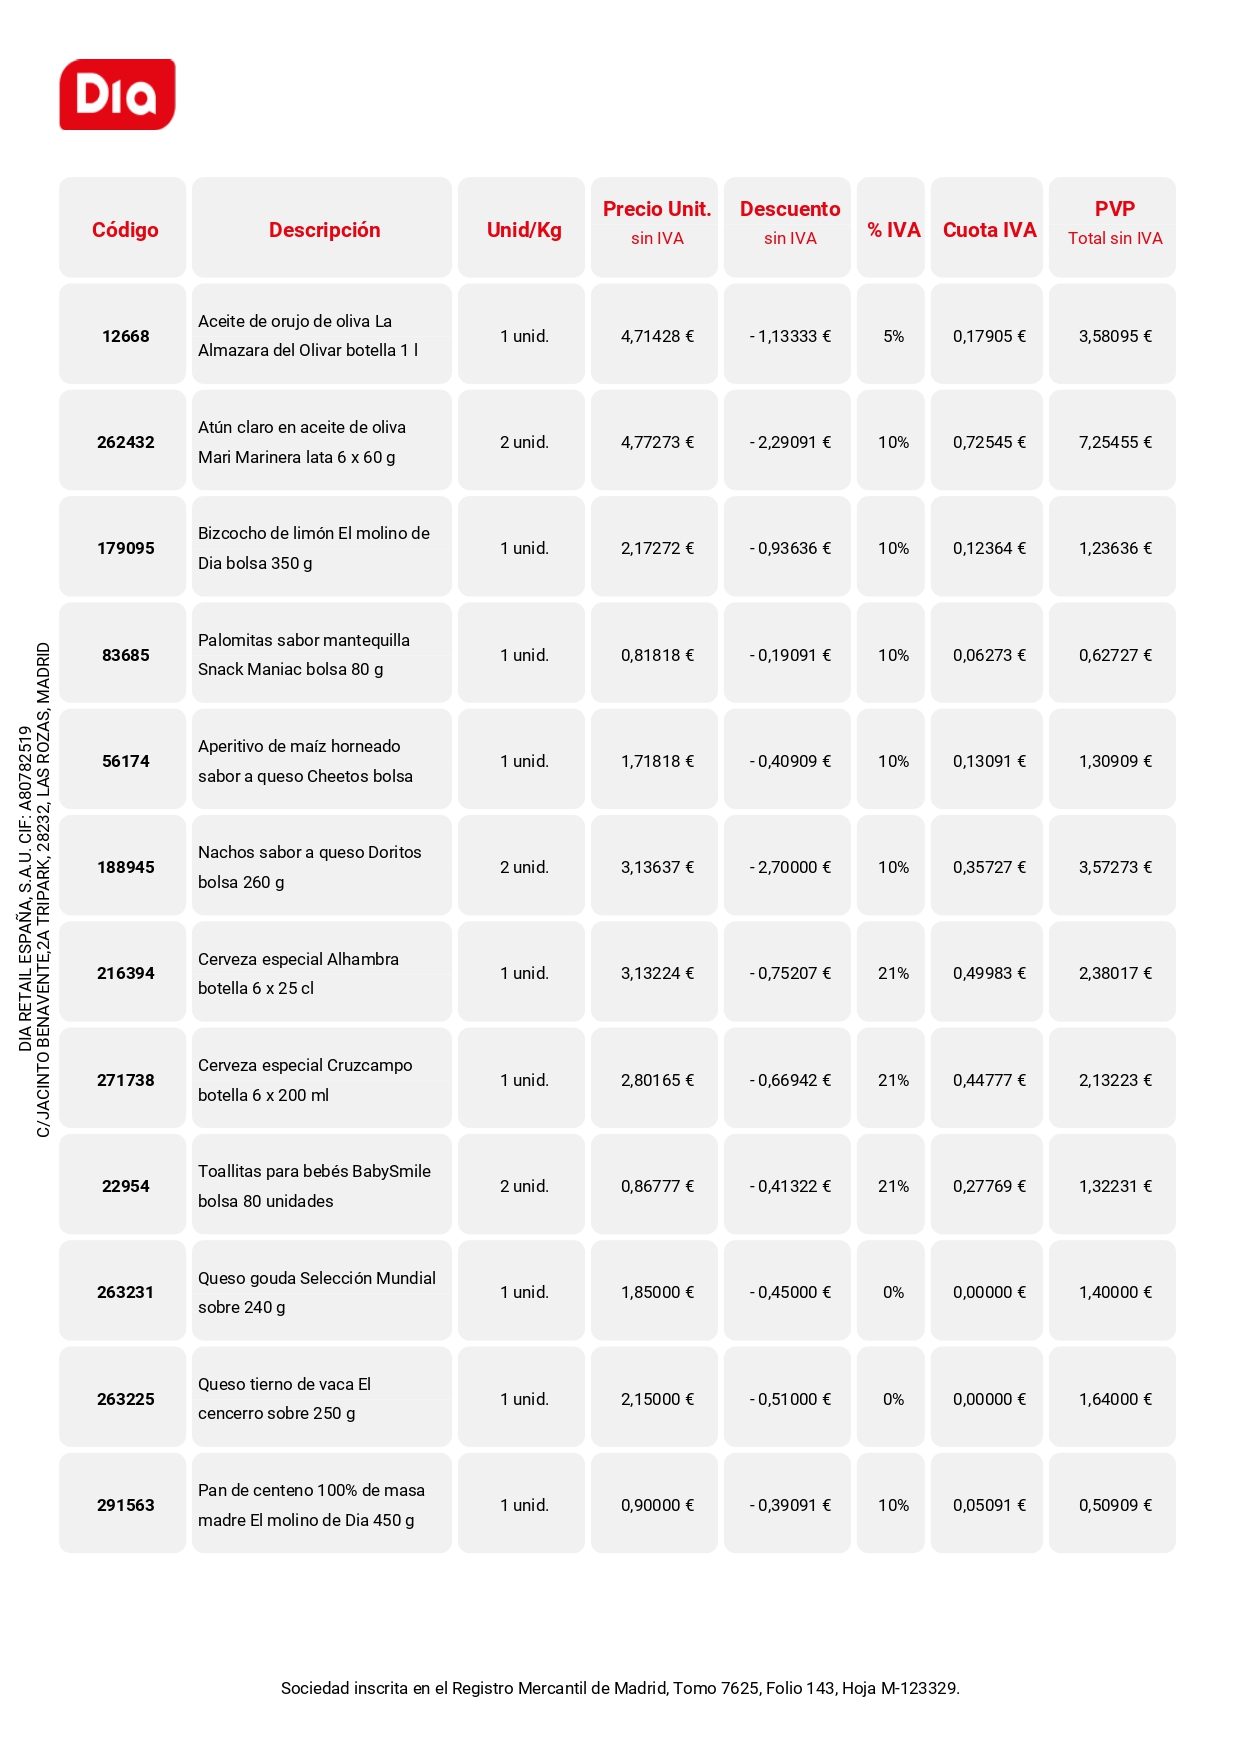 Dia
Código Descripción Unid/Kg Precio Unit. sin IVA Descuento sin IVA % IVA Cuota IVA PVP Total sin IVA
12668 Aceite de orujo de oliva La 1 unid. 4,71428 € - 1,13333 € 5% 0,17905 € 3,58095 €
Almazara del Olivar botella 1 l
262432 Atún claro en aceite de oliva 2 unid. 4,77273 € - 2,29091 € 10% 0,72545 € 7,25455 €
Mari Marinera lata 6 x 60 g
179095 Bizcocho de limón El molino de 1 unid. 2,17272 € - 0,93636 € 10% 0,12364 € 1,23636 €
Dia bolsa 350 g
83685 Palomitas sabor mantequilla 1 unid. 0,81818 € - 0,19091 € 10% 0,06273 € 0,62727 €
Snack Maniac bolsa 80 g
56174 Aperitivo de maíz horneado 1 unid. 1,71818 € - 0,40909 € 10% 0,13091 € 1,30909 €
sabor a queso Cheetos bolsa
188945 Nachos sabor a queso Doritos 2 unid. 3,13637 € - 2,70000 € 10% 0,35727 € 3,57273 €
bolsa 260 g
216394 Cerveza especial Alhambra 1 unid. 3,13224 € - 0,75207 € 21% 0,49983 € 2,38017 €
botella 6 x 25 cl
271738 Cerveza especial Cruzcampo 1 unid. 2,80165 € - 0,66942 € 21% 0,44777 € 2,13223 €
botella 6 x 200 ml
22954 Toallitas para bebés BabySmile 2 unid. 0,86777 € - 0,41322 € 21% 0,27769 € 1,32231 €
bolsa 80 unidades
263231 Queso gouda Selección Mundial 1 unid. 1,85000 € - 0,45000 € 0% 0,00000 € 1,40000 €
sobre 240 g
263225 Queso tierno de vaca El 1 unid. 2,15000 € - 0,51000 € 0% 0,00000 € 1,64000 €
cencerro sobre 250 g
291563 Pan de centeno 100% de masa 1 unid. 0,90000 € - 0,39091 € 10% 0,05091 € 0,50909 €
madre El molino de Dia 450 g
DIA RETAIL ESPAÑA, S.A.U. CIF: A80782519
C/JACINTO BENAVENTE,2A TRIPARK, 28232, LAS ROZAS, MADRID
Sociedad inscrita en el Registro Mercantil de Madrid, Tomo 7625, Folio 143, Hoja M-123329.